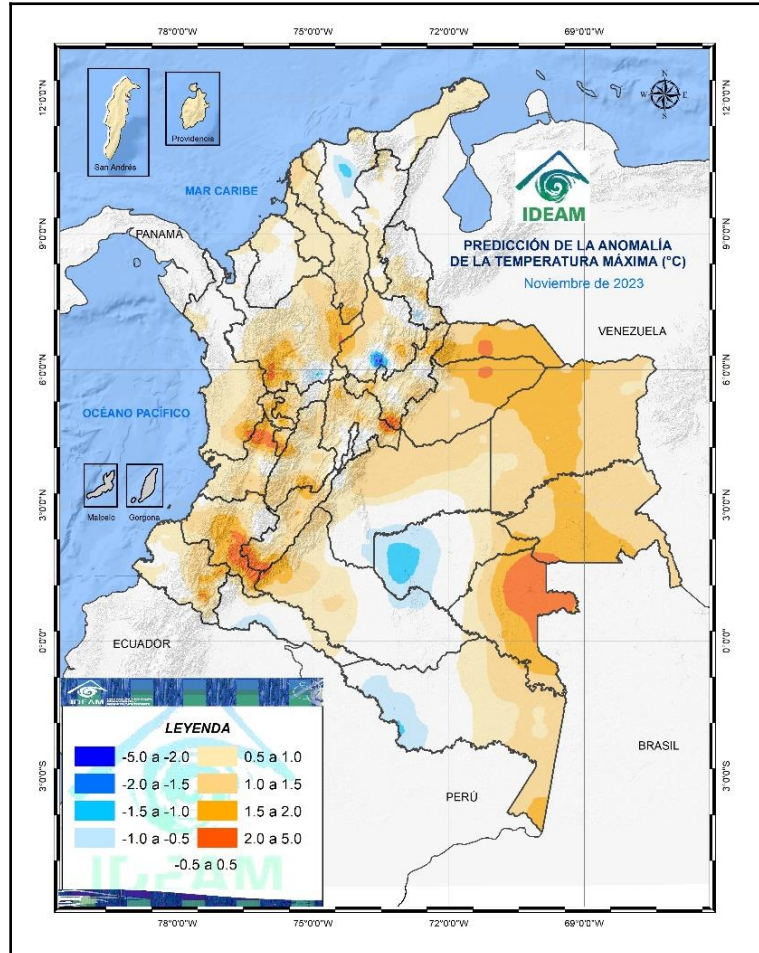 78°0'0"W
75°0'0"W
72°0'0"W
69°0'0"W
12°0'0"N
9°0'0"N
6°0'0"N
3°0'0"N
0°0'0"
3°0'0"S
12°0'0"N
9°0'0"N
6°0'0"N
3°0'0"N
0°0'0"
3°0'0"S
San Andrés
Providencia
N
W E
S
MAR CARIBE
IDEAM
PANAMÁ
PREDICCIÓN DE LA ANOMALÍA
DE LA TEMPERATURA MÁXIMA (°C)
Noviembre de 2023
VENEZUELA
OCÉANO PACÍFICO
Malpelo
Gorgona
ECUADOR
BRASIL
PERÚ
IDEAM
LEYENDA
-5.0 a -2.0
0.5 a 1.0
-2.0 a -1.5
1.0 a 1.5
-1.5 a -1.0
1.5 a 2.0
-1.0 a -0.5
2.0 a 5.0
-0.5 a 0.5
IDEAM
78°0'0"W
75°0'0"W
72°0'0"W
69°0'0"W